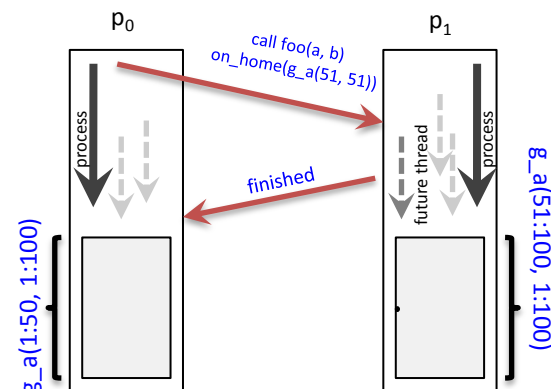 p0
p1
call foo(a, b)
on_home(g_a(51, 51))
process
future thread
process
finished
g_a(1:50, 1:100)
g_a(51:100, 1:100)